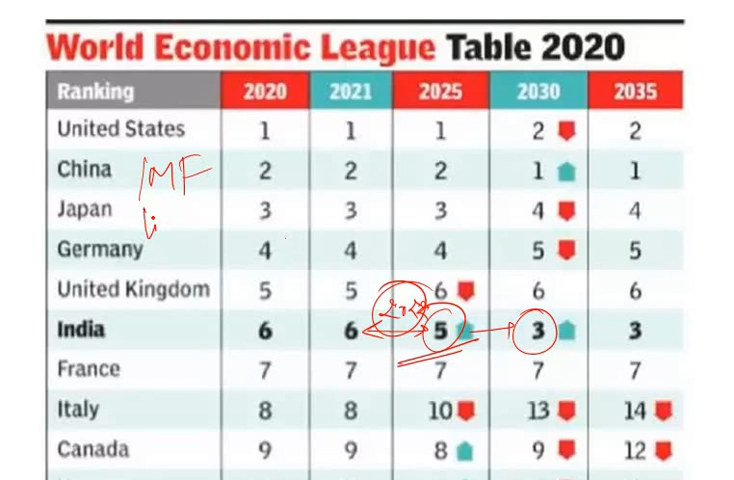 World Economic League Table 2020
Ranking 2020 2021 2025 2030 2035
United States 1 1 1 2 2
China 2 2 2 1 1
IMF
Japan 3 3 3 4 4
Germany 4 4 4 5 5
United Kingdom 5 5 6 6 6
India 6 6 5 3 3
France 7 7 7 7 7
Italy 8 8 10 13 14
Canada 9 9 8 9 12